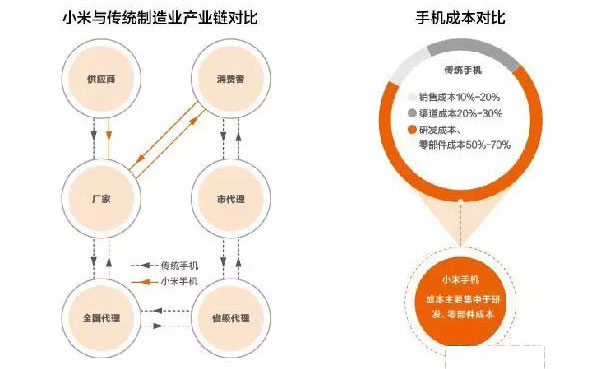 小米与传统制造业产业链对比
手机成本对比
供应商
消费者
厂家
市代理
传统手机
小米手机
全国代理
省级代理
传统手机
销售成本10%-20%
渠道成本20%-30%
研发成本、
零部件成本50%-70%
小米手机
成本主要集中于研
发、零部件成本